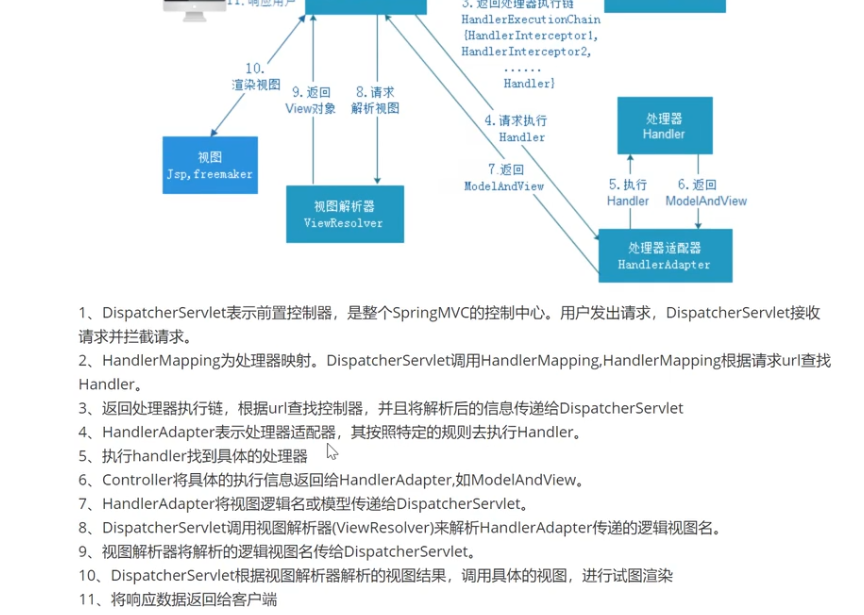 11.响应用户
3.返回处理器执行链
HandlerExecutionChain
{HandlerInterceptor1,
HandlerInterceptor2,
......
Handler}
10.
渲染视图
9.返回
View对象
8.请求
解析视图
4.请求执行
Handler
处理器
Handler
视图
Jsp,freemaker
7.返回
ModelAndView
5.执行
Handler
6.返回
ModelAndView
视图解析器
ViewResolver
处理器适配器
HandlerAdapter
1、DispatcherServlet表示前置控制器，是整个SpringMVC的控制中心。用户发出请求，DispatcherServlet接收
请求并拦截请求。
2、HandlerMapping为处理器映射。DispatcherServlet调用HandlerMapping,HandlerMapping根据请求url查找
Handler。
3、返回处理器执行链，根据url查找控制器，并且将解析后的信息传递给DispatcherServlet
4、HandlerAdapter表示处理器适配器，其按照特定的规则去执行Handler。
5、执行handler找到具体的处理器
6、Controller将具体的执行信息返回给HandlerAdapter,如ModelAndView。
7、HandlerAdapter将视图逻辑名或模型传递给DispatcherServlet。
8、DispatcherServlet调用视图解析器(ViewResolver)来解析HandlerAdapter传递的逻辑视图名。
9、视图解析器将解析的逻辑视图名传给DispatcherServlet。
10、DispatcherServlet根据视图解析器解析的视图结果，调用具体的视图，进行试图渲染
11、将响应数据返回给客户端